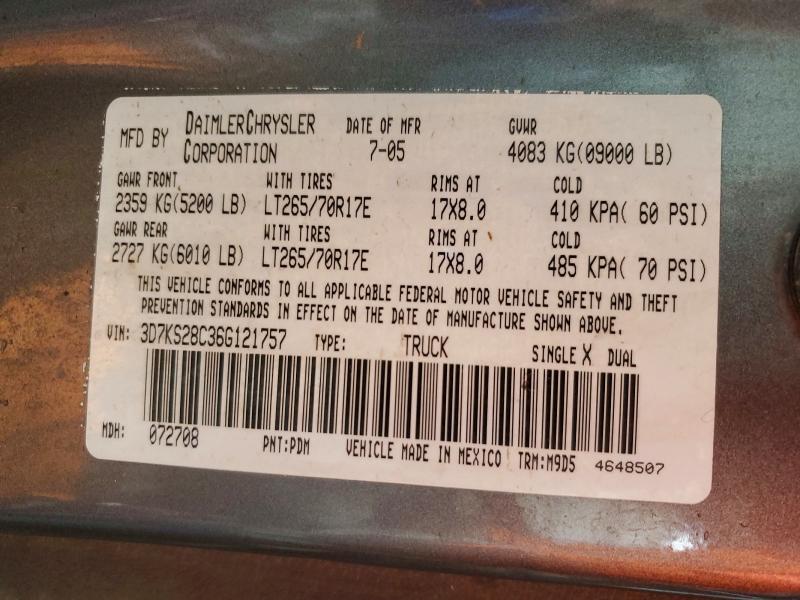 MFD BY DAIMLERCHRYSLER CORPORATION DATE OF MFR 7-05 GVWR 4083 KG(09000 LB)
GAWR FRONT WITH TIRES RIMS AT COLD
2359 KG(5200 LB) LT265/70R17E 17X8.0 410 KPA( 60 PSI)
GAWR REAR WITH TIRES RIMS AT COLD
2727 KG(6010 LB) LT265/70R17E 17X8.0 485 KPA( 70 PSI)
THIS VEHICLE CONFORMS TO ALL APPLICABLE FEDERAL MOTOR VEHICLE SAFETY AND THEFT
PREVENTION STANDARDS IN EFFECT ON THE DATE OF MANUFACTURE SHOWN ABOVE.
VIN: 3D7KS28C36G121757 TYPE: TRUCK SINGLE X DUAL
MDH: 072708 PNT:PDM VEHICLE MADE IN MEXICO TRM:M9D5 4648507